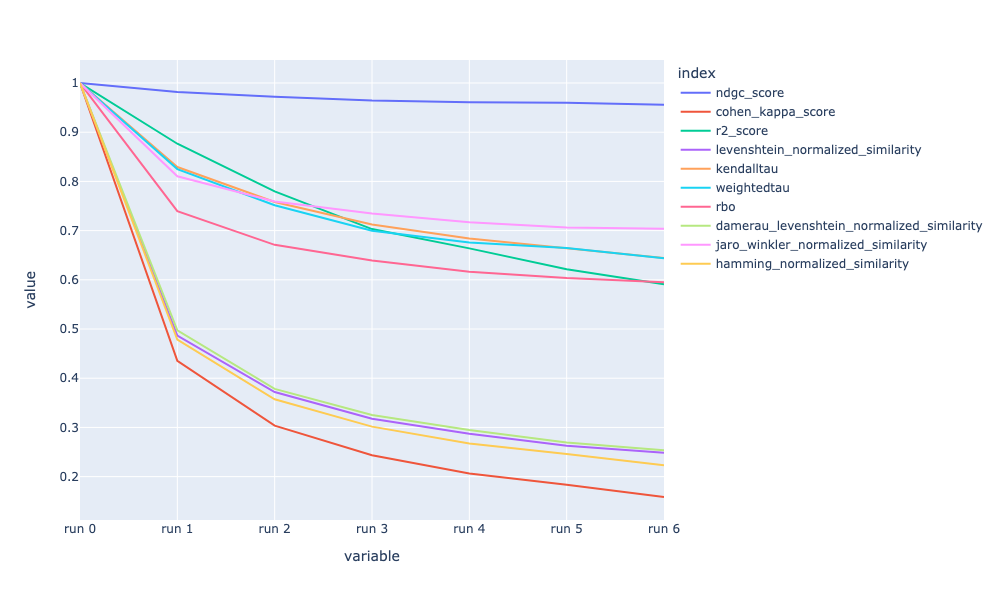 index
ndgc_score
cohen_kappa_score
r2_score
levenshtein_normalized_similarity
kendalltau
weightedtau
rbo
damerau_levenshtein_normalized_similarity
jaro_winkler_normalized_similarity
hamming_normalized_similarity
value
1
0.9
0.8
0.7
0.6
0.5
0.4
0.3
0.2
run 0 run 1 run 2 run 3 run 4 run 5 run 6
variable